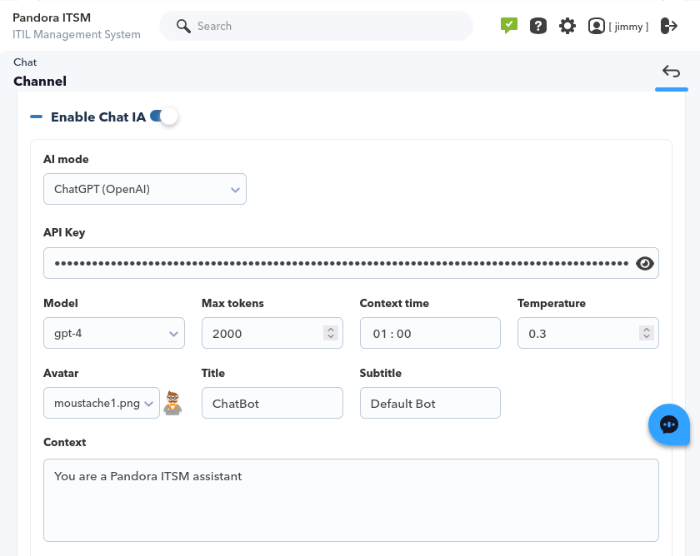 Pandora ITSM
ITIL Management System
Search
[ jimmy ]
Chat
Channel
Enable Chat IA
AI mode
ChatGPT (OpenAI)
API Key
Model
Max tokens
Context time
Temperature
gpt-4
2000
01 : 00
0.3
Avatar
Title
Subtitle
moustache1.png
ChatBot
Default Bot
Context
You are a Pandora ITSM assistant